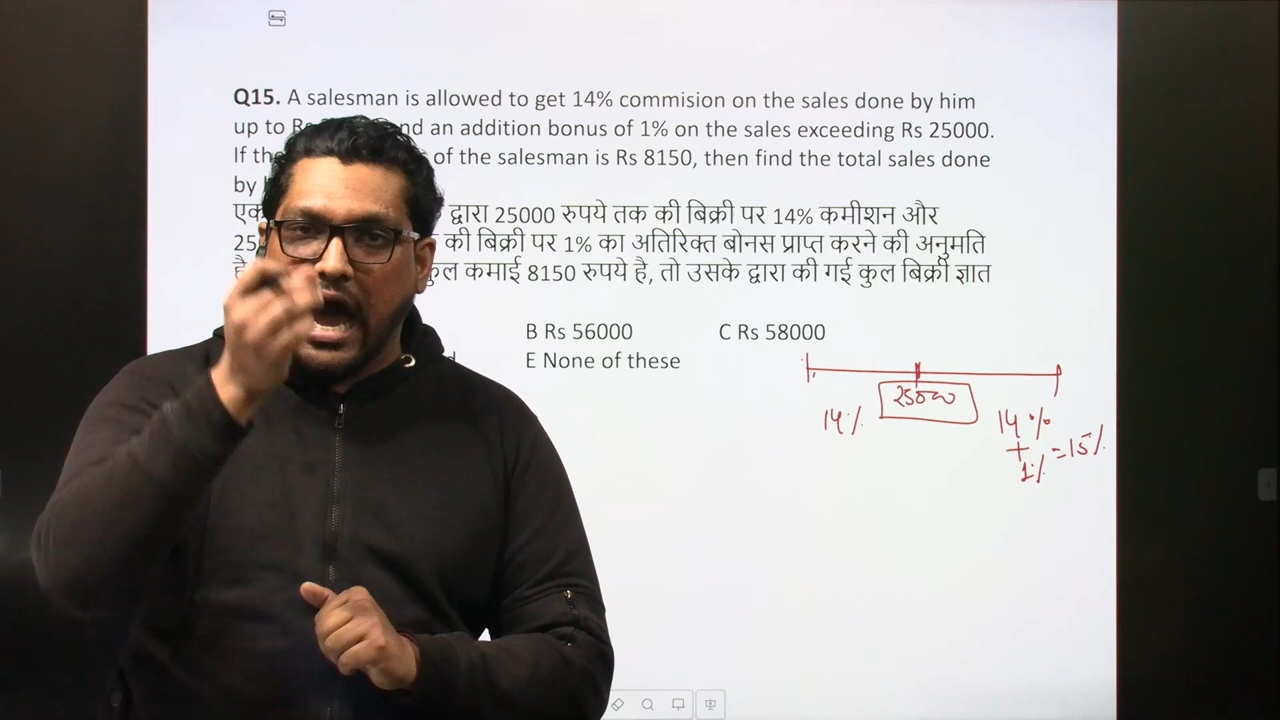 Q15. A salesman is allowed to get 14% commision on the sales done by him
up to nd an addition bonus of 1% on the sales exceeding Rs 25000.
If of the salesman is Rs 8150, then find the total sales done
by
एक द्वारा 25000 रुपये तक की बिक्री पर 14% कमीशन और
की बिक्री पर 1% का अतिरिक्त बोनस प्राप्त करने की अनुमति
कमाई 8150 रुपये है, तो उसके द्वारा की गई कुल बिक्री ज्ञात
B Rs 56000 C Rs 58000
E None of these
25000
14% 14%
+ =15%
1%